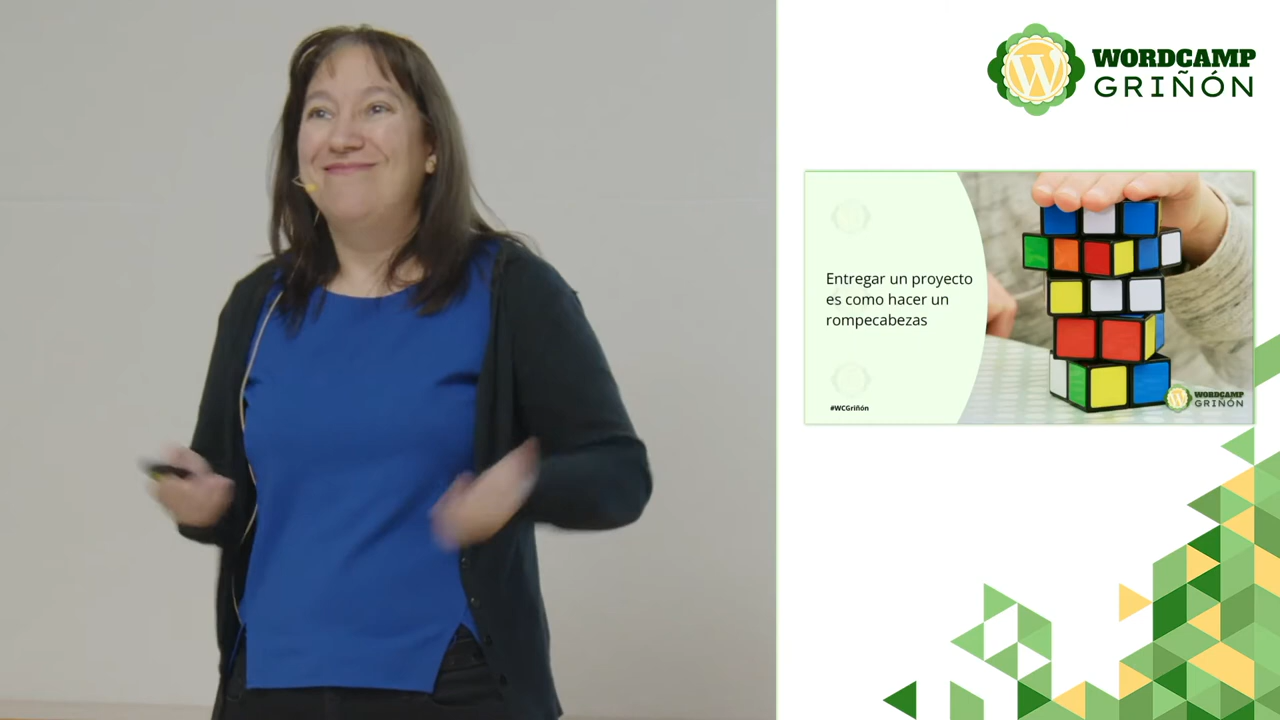 WORDCAMP
GRIÑÓN
Entregar un proyecto
es como hacer un
rompecabezas
#WCGriñón
WORDCAMP
GRIÑÓN